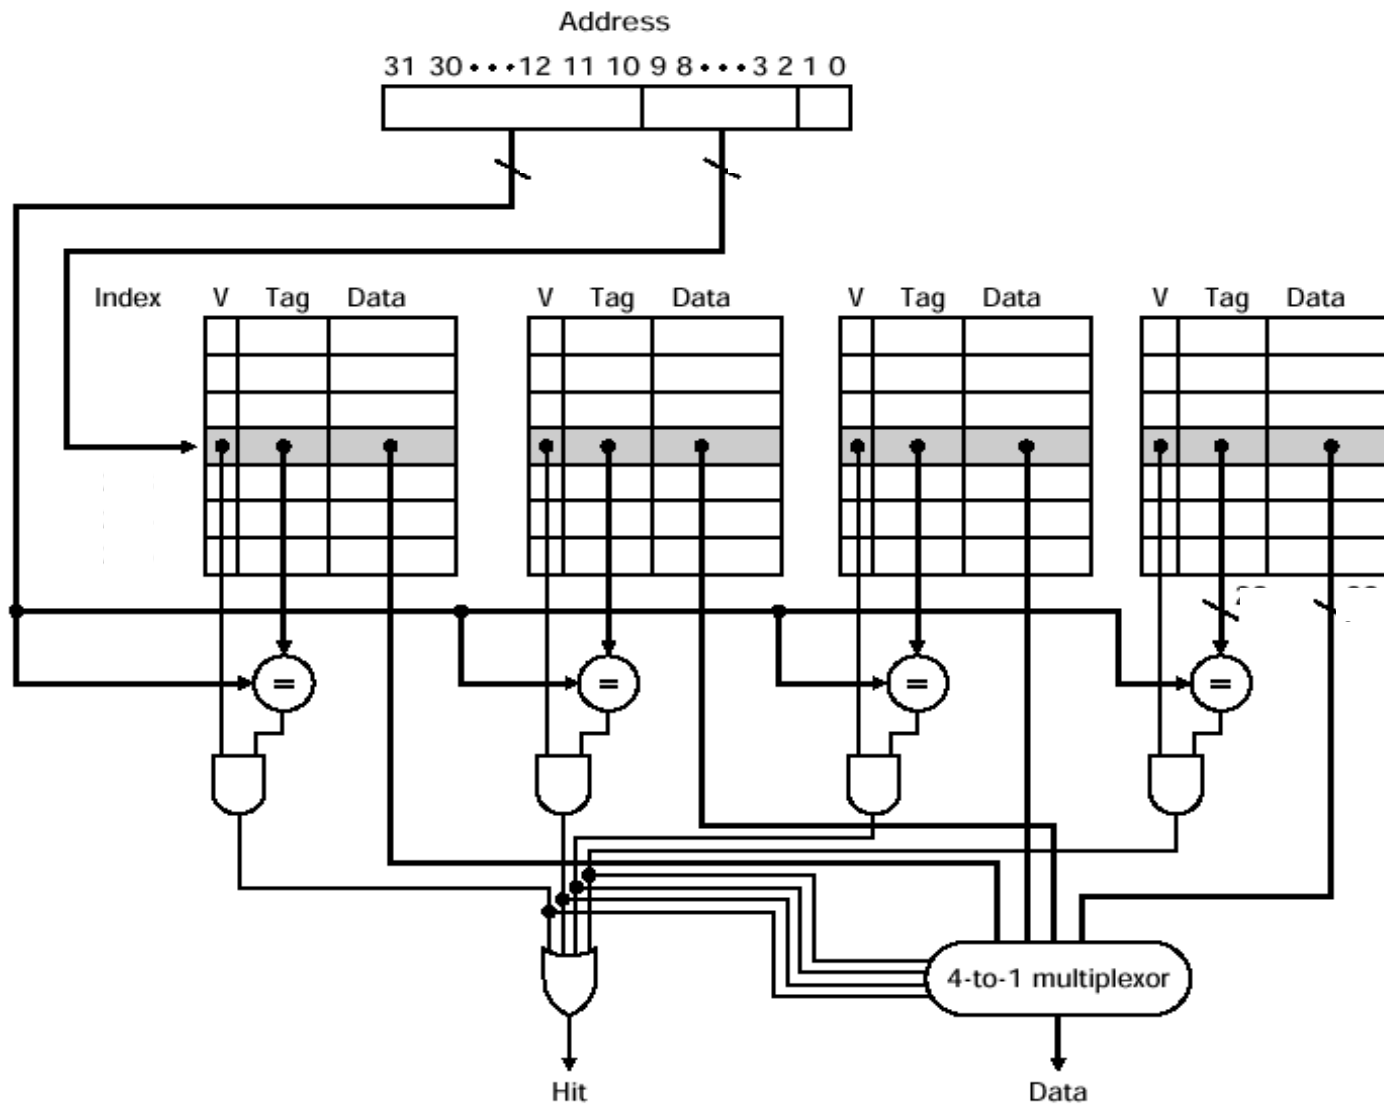 Address
31 30 • • • 12 11 10 9 8 • • • 3 2 1 0
Index V Tag Data V Tag Data V Tag Data V Tag Data
= = = =
4-to-1 multiplexor
Hit Data